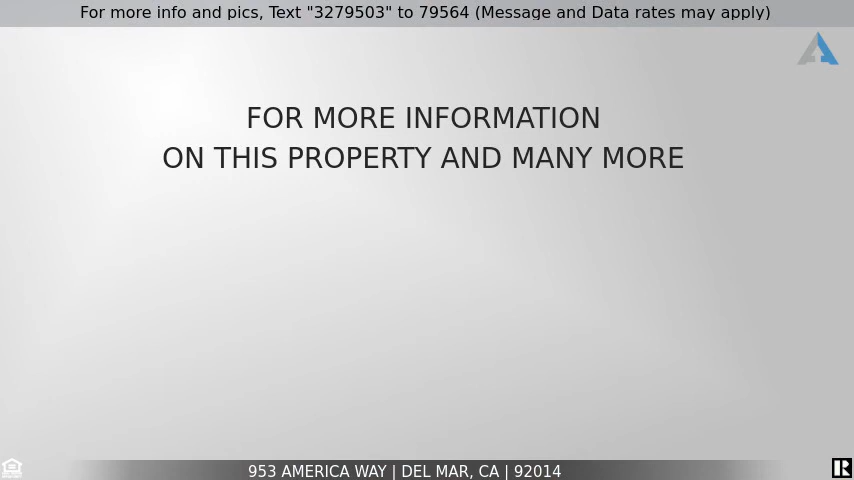 For more info and pics, Text "3279503" to 79564 (Message and Data rates may apply)
FOR MORE INFORMATION
ON THIS PROPERTY AND MANY MORE
953 AMERICA WAY | DEL MAR, CA | 92014